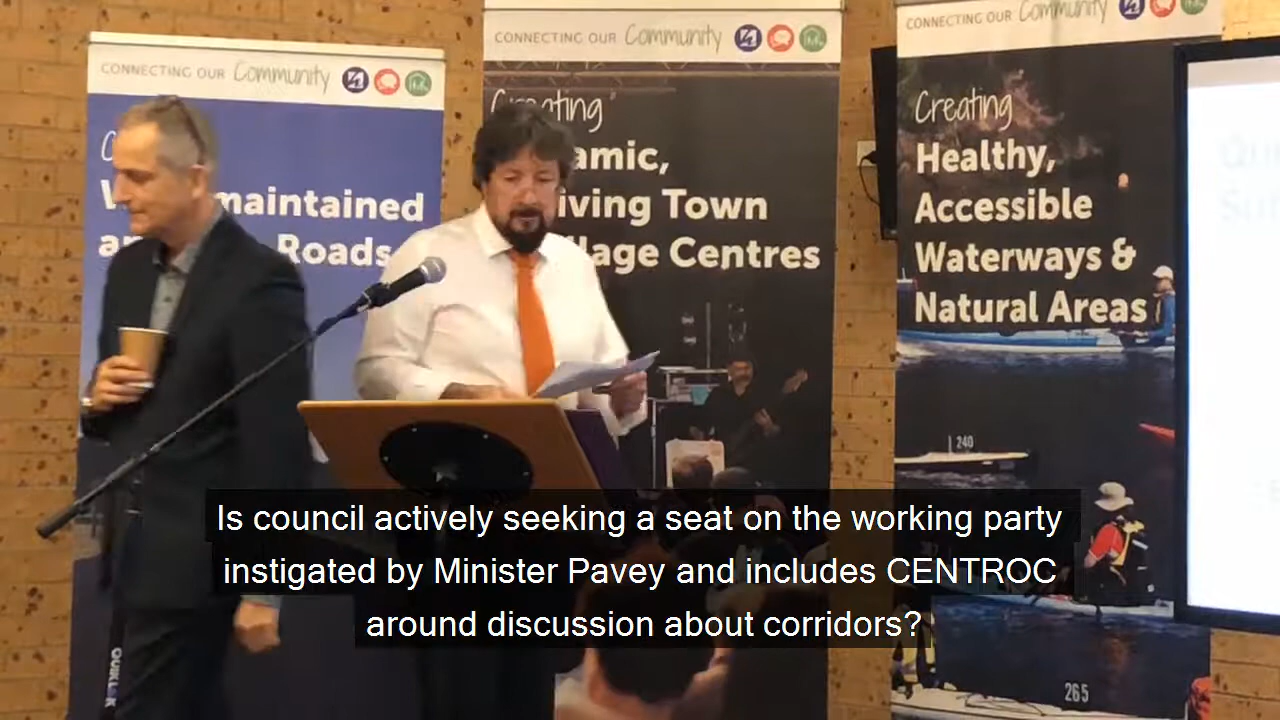 CONNECTING OUR Community
maintained
Roads
CONNECTING OUR Community
Creating
amic,
iving Town
lage Centres
CONNECTING OUR Community
Creating
Healthy,
Accessible
Waterways &
Natural Areas
240
265
QUIKLOK
Is council actively seeking a seat on the working party
instigated by Minister Pavey and includes CENTROC
around discussion about corridors?